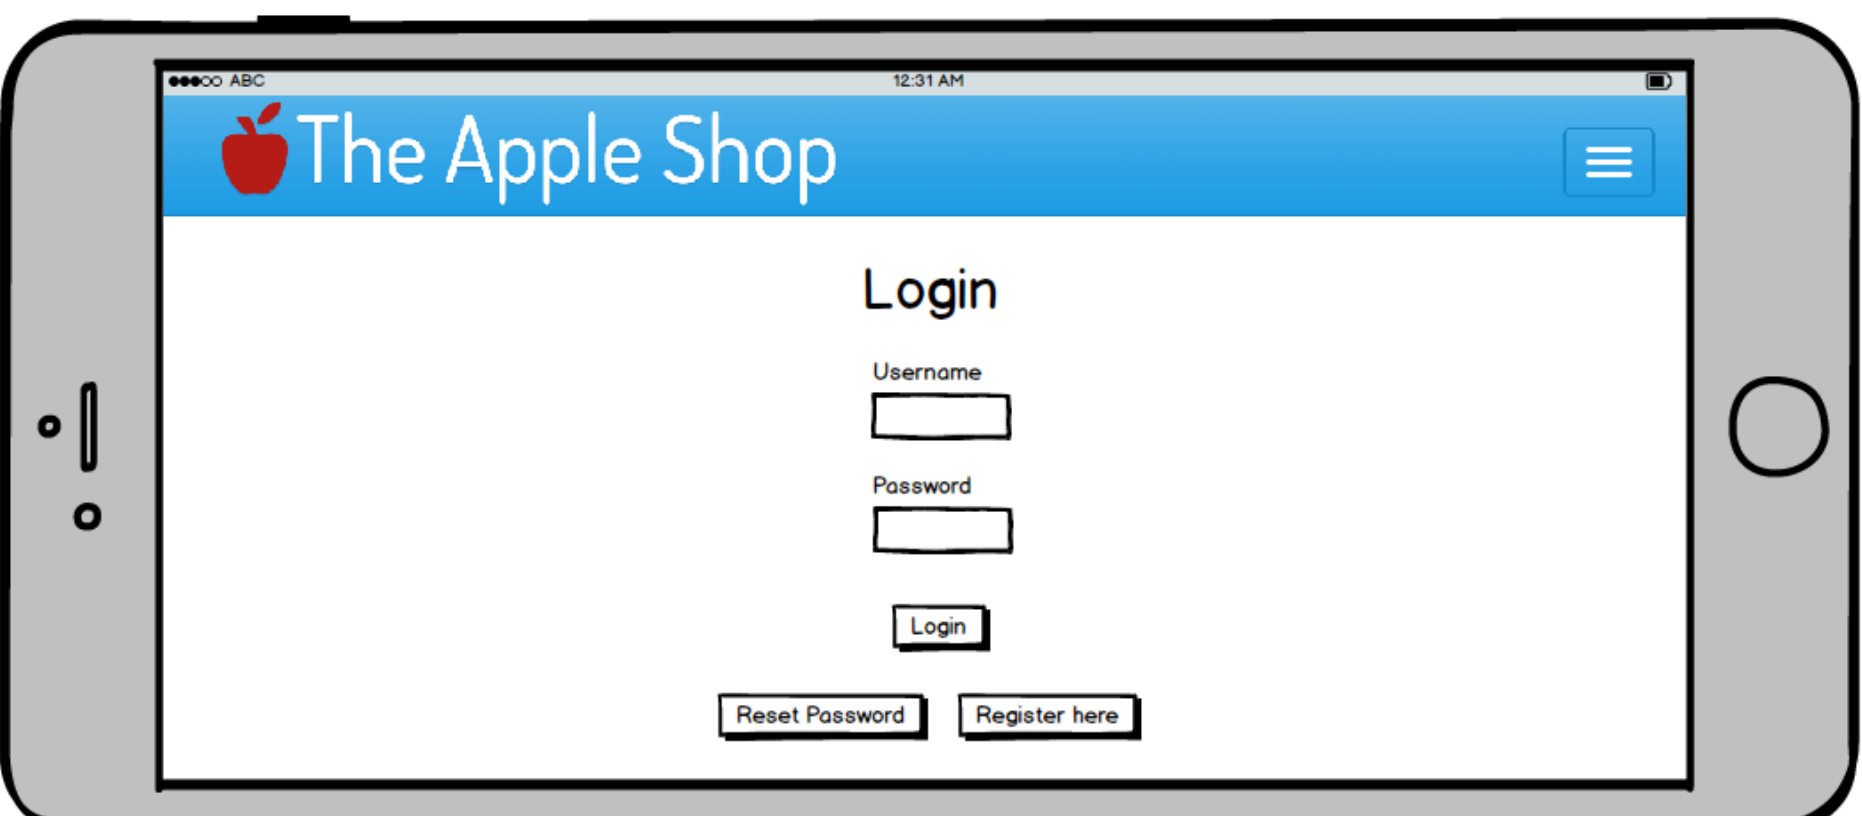 ABC 12:31 AM
The Apple Shop
Login
Username
Password
Login
Reset Password Register here